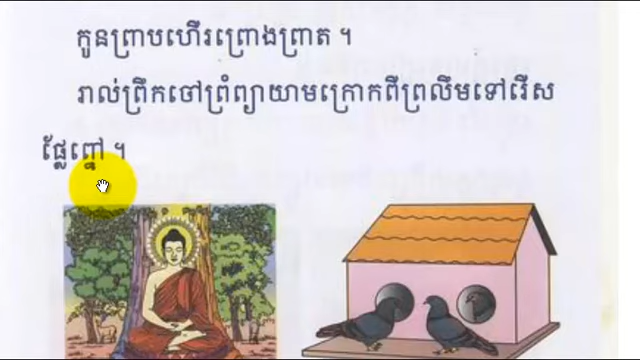 កូនព្រាបហើរព្រោងព្រាត ។
រាល់ព្រឹកចៅព្រំព្យាយាមក្រោកពីព្រលឹមទៅរើស
ផ្លែព្នៅ ។